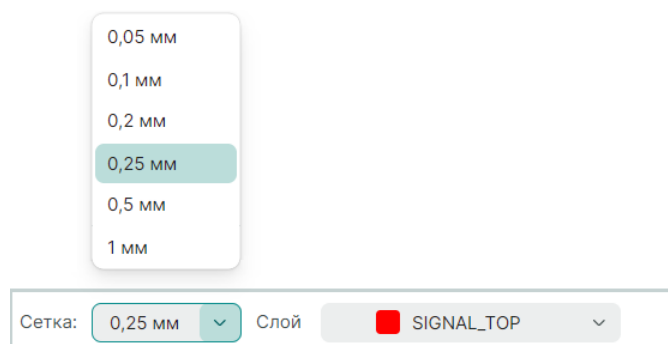 0,05 мм
0,1 мм
0,2 мм
0,25 мм
0,5 мм
1 мм
Сетка: 0,25 мм Слой SIGNAL_TOP